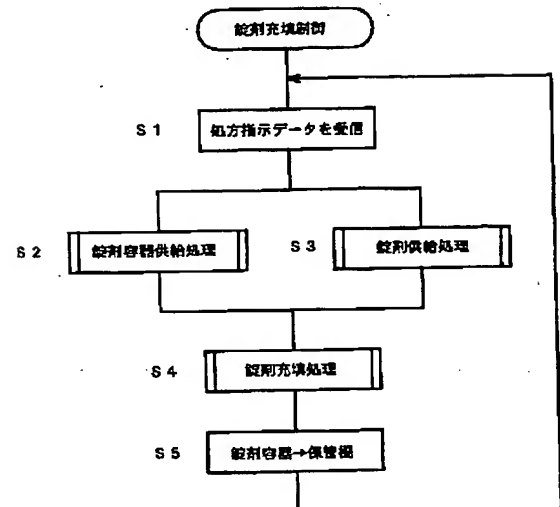 錠剤充填制御
S1 処方指示データを受信
S2 錠剤容器供給処理 S3 錠剤供給処理
S4 錠剤充填処理
S5 錠剤容器→保管棚